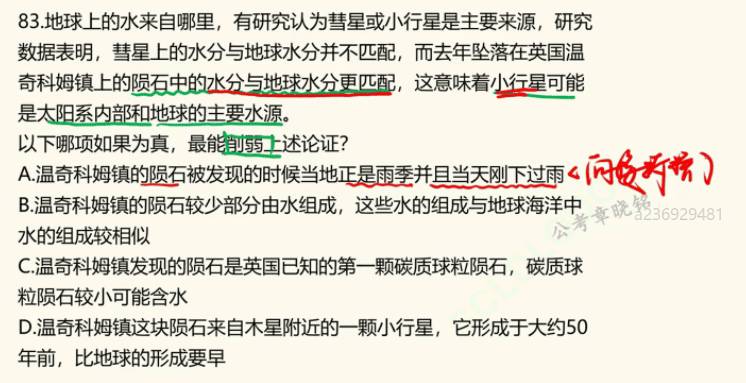 83.地球上的水来自哪里，有研究认为彗星或小行星是主要来源，研究
数据表明，彗星上的水分与地球水分并不匹配，而去年坠落在英国温
奇科姆镇上的陨石中的水分与地球水分更匹配，这意味着小行星可能
是太阳系内部和地球的主要水源。
以下哪项如果为真，最能削弱上述论证？
A.温奇科姆镇的陨石被发现的时候当地正是雨季并且当天刚下过雨
B.温奇科姆镇的陨石较少部分由水组成，这些水的组成与地球海洋中
水的组成较相似
公考章晓铭
a236929481
C.温奇科姆镇发现的陨石是英国已知的第一颗碳质球粒陨石，碳质球
粒陨石较小可能含水
D.温奇科姆镇这块陨石来自木星附近的一颗小行星，它形成于大约50
年前，比地球的形成要早